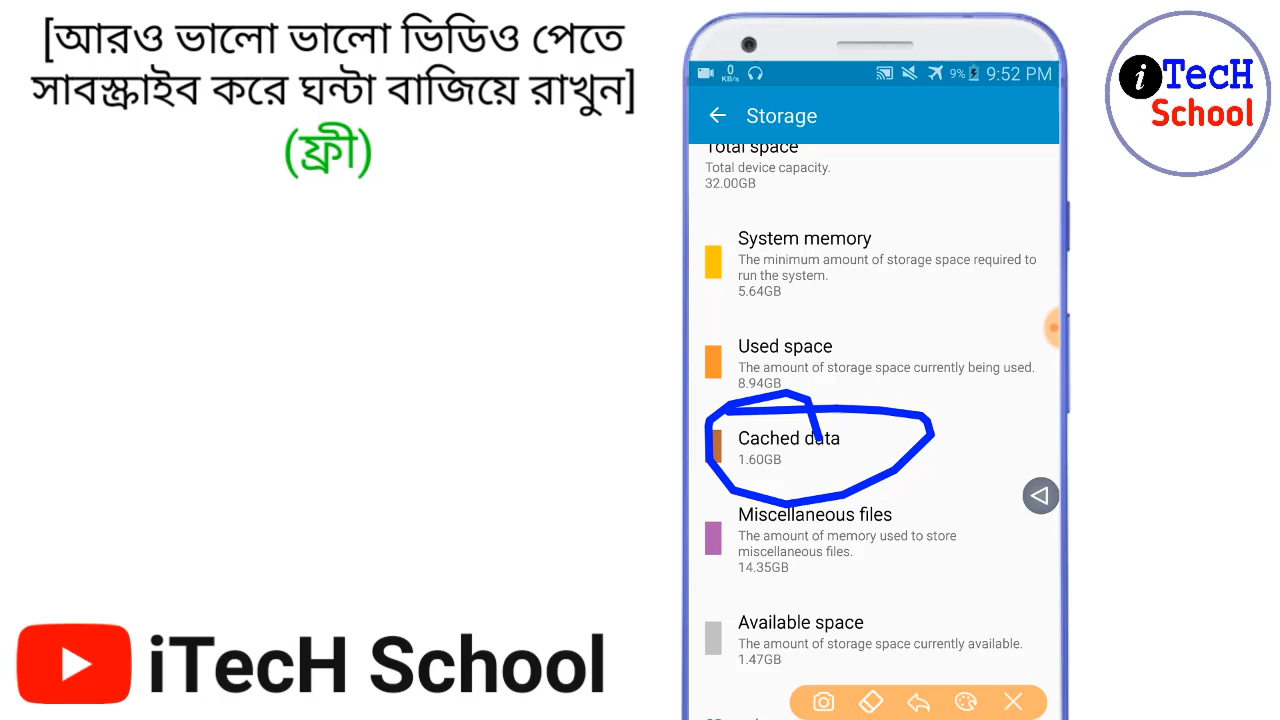 [আরও ভালো ভালো ভিডিও পেতে
সাবস্ক্রাইব করে ঘন্টা বাজিয়ে রাখুন]
(ফ্রী)
iTecH School
0
KB/s
9%
9:52 PM
Storage
Total space
Total device capacity.
32.00GB
System memory
The minimum amount of storage space required to
run the system.
5.64GB
Used space
The amount of storage space currently being used.
8.94GB
Cached data
1.60GB
Miscellaneous files
The amount of memory used to store
miscellaneous files.
14.35GB
Available space
The amount of storage space currently available.
1.47GB
iTecH
School